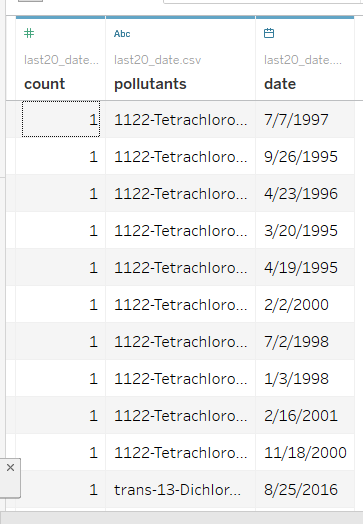 # Abc
last20_date... last20_date.csv last20_date....
count pollutants date
1 1122-Tetrachloro... 7/7/1997
1 1122-Tetrachloro... 9/26/1995
1 1122-Tetrachloro... 4/23/1996
1 1122-Tetrachloro... 3/20/1995
1 1122-Tetrachloro... 4/19/1995
1 1122-Tetrachloro... 2/2/2000
1 1122-Tetrachloro... 7/2/1998
1 1122-Tetrachloro... 1/3/1998
1 1122-Tetrachloro... 2/16/2001
1 1122-Tetrachloro... 11/18/2000
1 trans-13-Dichlor... 8/25/2016